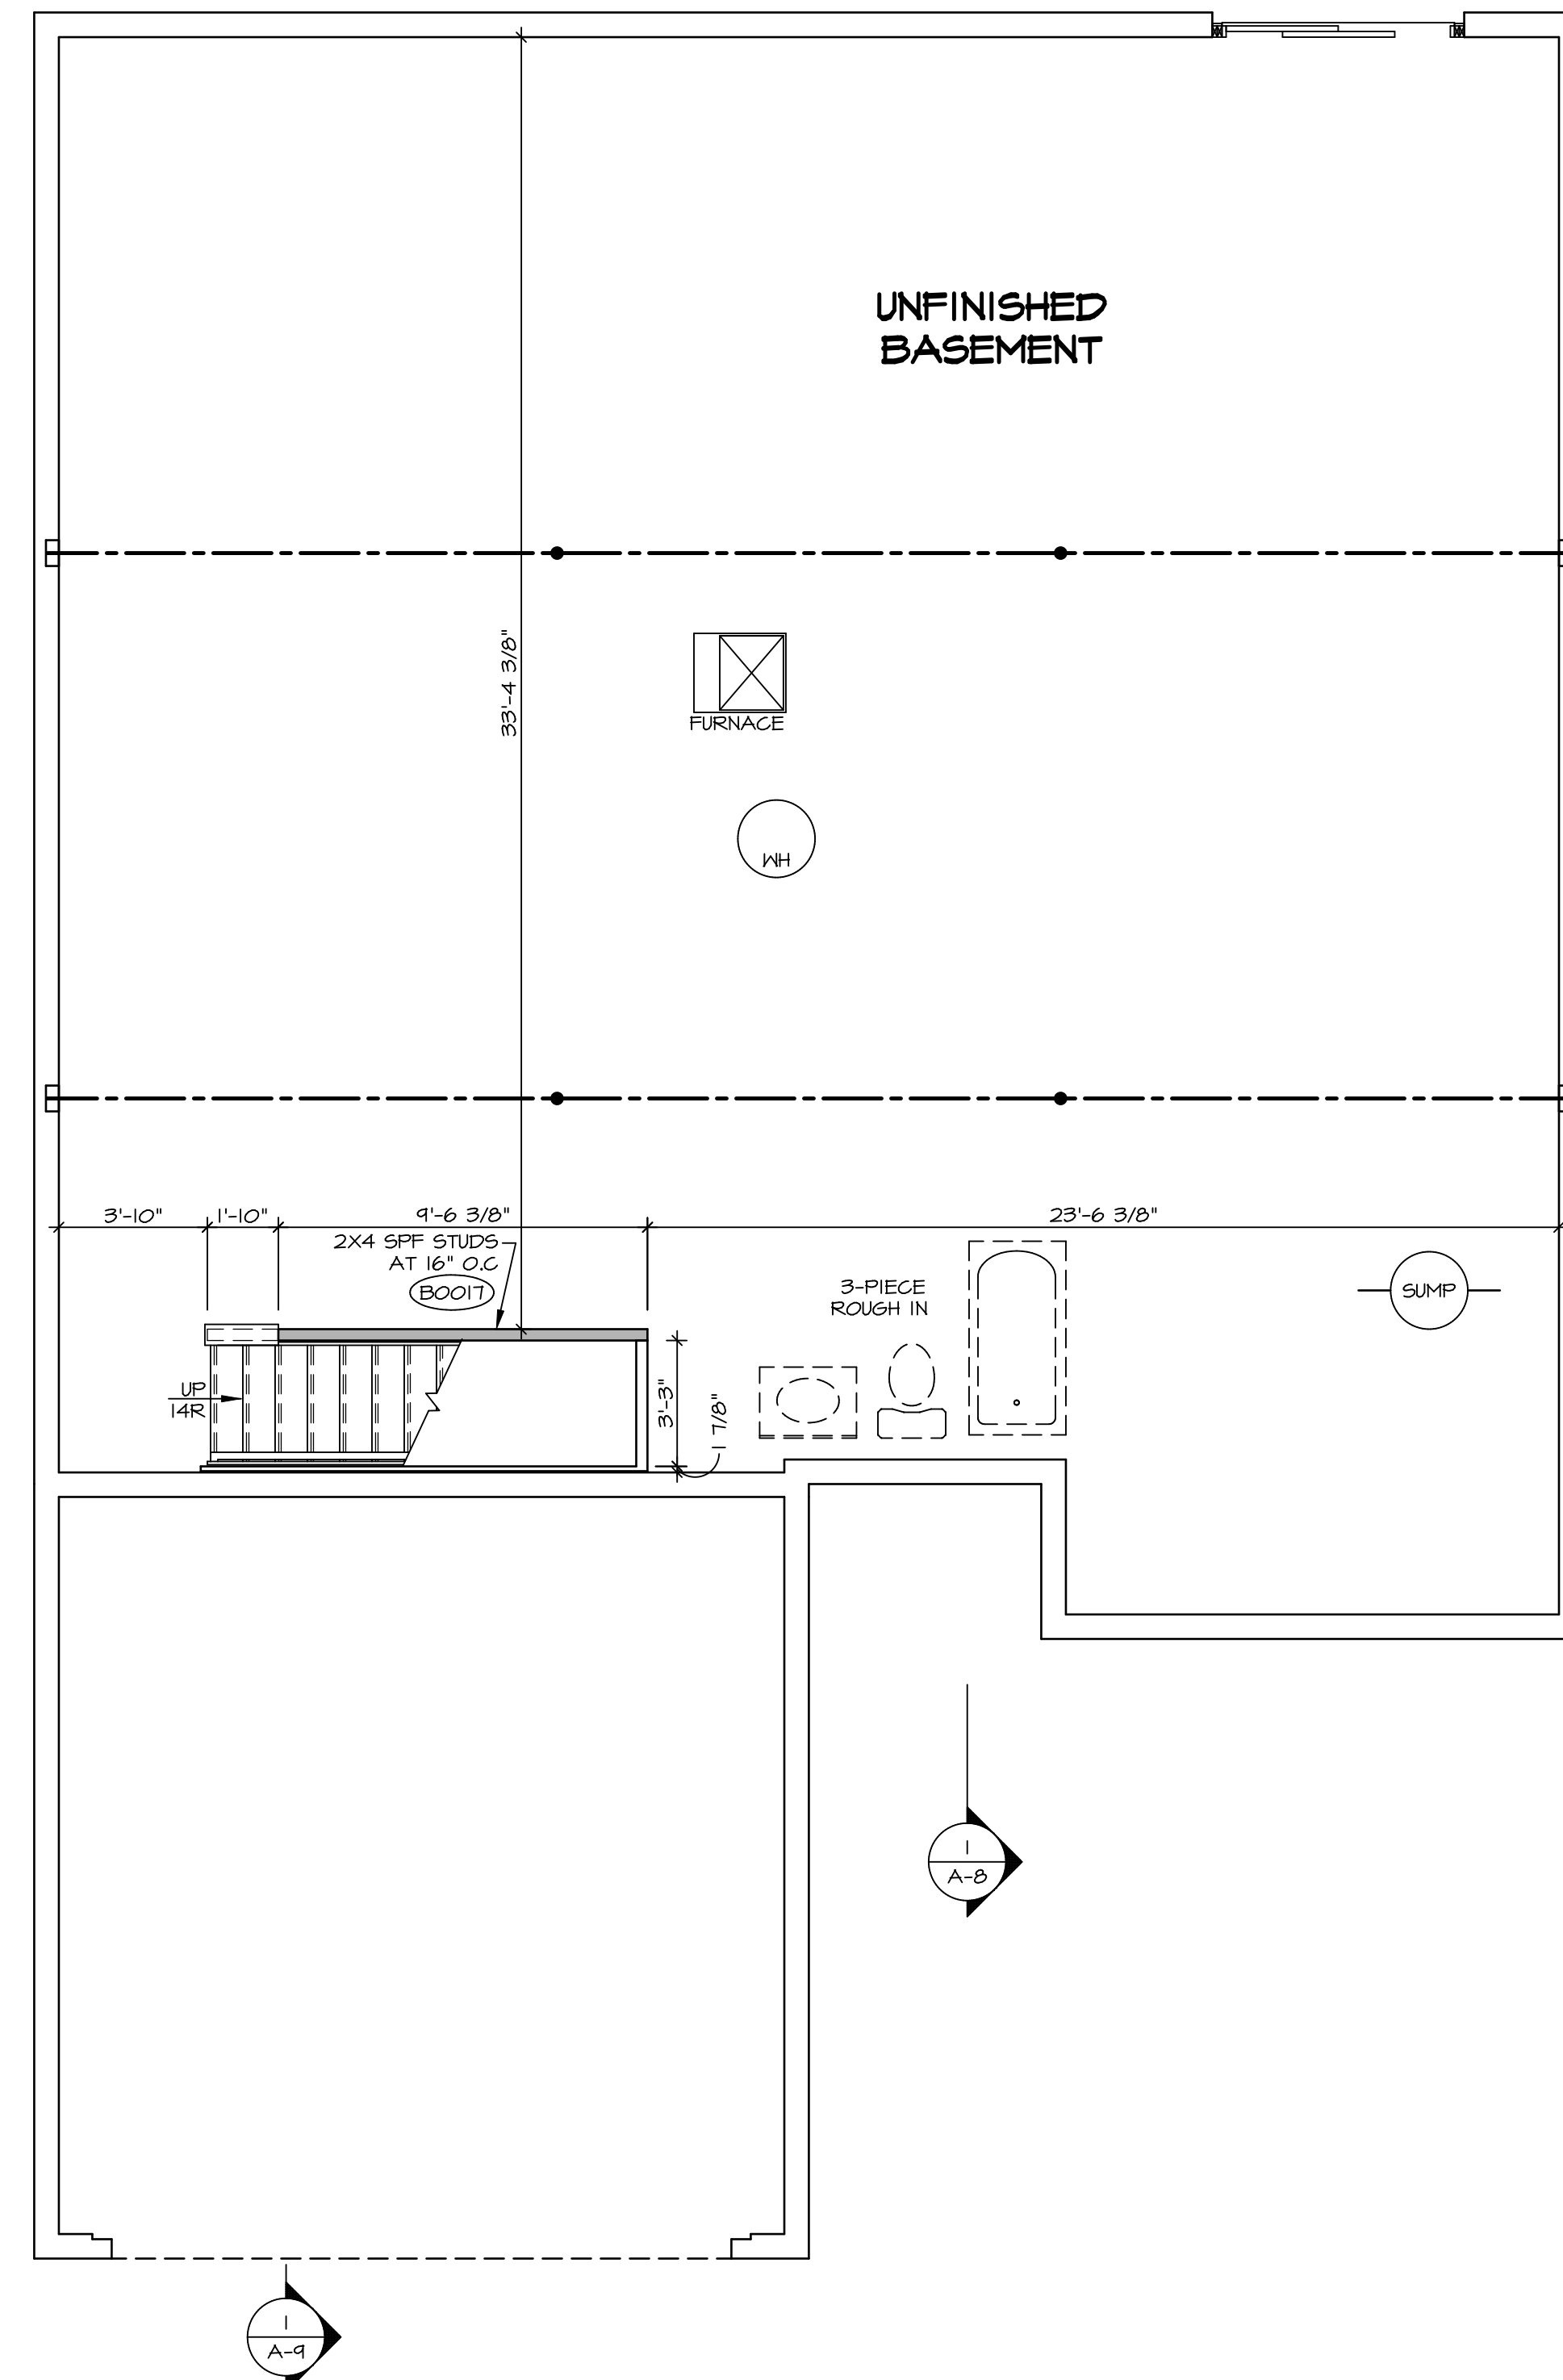 UNFINISHED
BASEMENT
33'-4 3/8"
FURNACE
WH
3'-10"
1'-10"
9'-6 3/8"
23'-6 3/8"
2X4 SPF STUDS
AT 16" O.C
B0017
3-PIECE
ROUGH IN
SUMP
UP
14R
3'-3"
1 7/8"
1
A-8
1
A-9